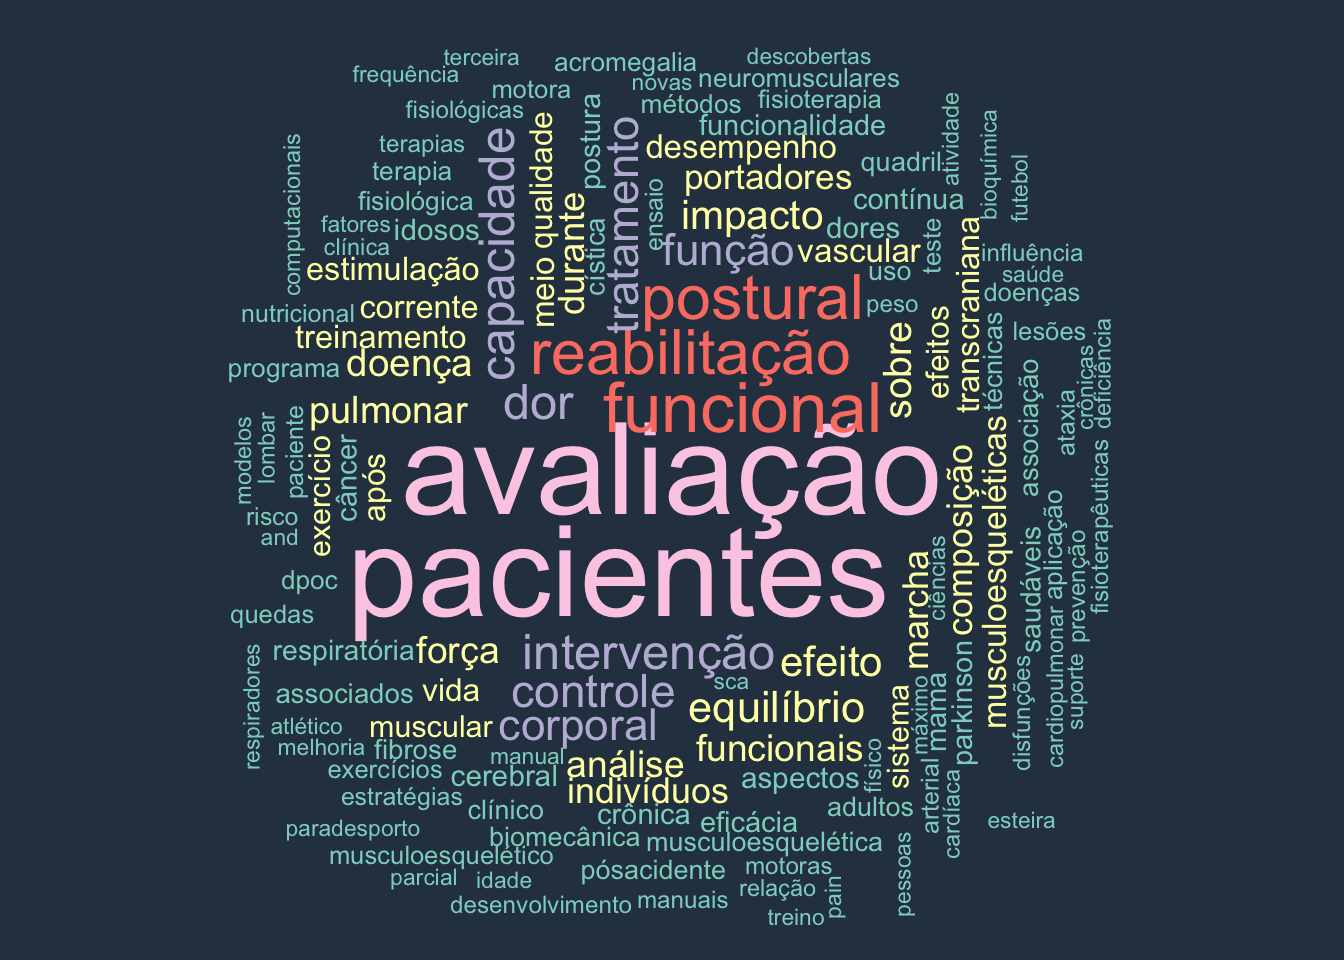 terceira
frequência
acromegalia
descobertas
novas
neuromusculares
motora
métodos
fisioterapia
fisiológicas
funcionalidade
postura
atividade
bioquímica
futebol
computacionais
terapias
terapia
capacidade
meio
qualidade
durante
tratamento
desempenho
quadril
portadores
contínua
fisiológica
ensaio
impacto
dores
fatores
idosos
clínica
cística
função
vascular
teste
transcraniana
influência
saúde
estimulação
uso
doenças
nutricional
corrente
postural
peso
treinamento
reabilitação
sobre
efeitos
técnicas
lesões
programa
doença
dor
funcional
associação
ataxia
crônicas
deficiência
pulmonar
modelos
lombar
paciente
exercício
câncer
após
avaliação
composição
musculoesqueléticas
fisioterapêuticas
risco
and
pacientes
dpoc
quedas
marcha
ciências
saudáveis
aplicação
prevenção
respiratória
força
intervenção
efeito
respiradores
associados
vida
controle
sca
parkinson
disfunções
cardiopulmonar
suporte
atlético
muscular
corporal
equilíbrio
sistema
máximo
mama
melhoria
fibrose
manual
análise
funcionais
físico
exercícios
cerebral
aspectos
arterial
cardíaca
estratégias
indivíduos
clínico
crônica
eficácia
adultos
esteira
paradesporto
biomecânica
musculoesquelética
musculoesquelético
pósacidente
motoras
pessoas
parcial
idade
relação
pain
desenvolvimento
manuais
treino